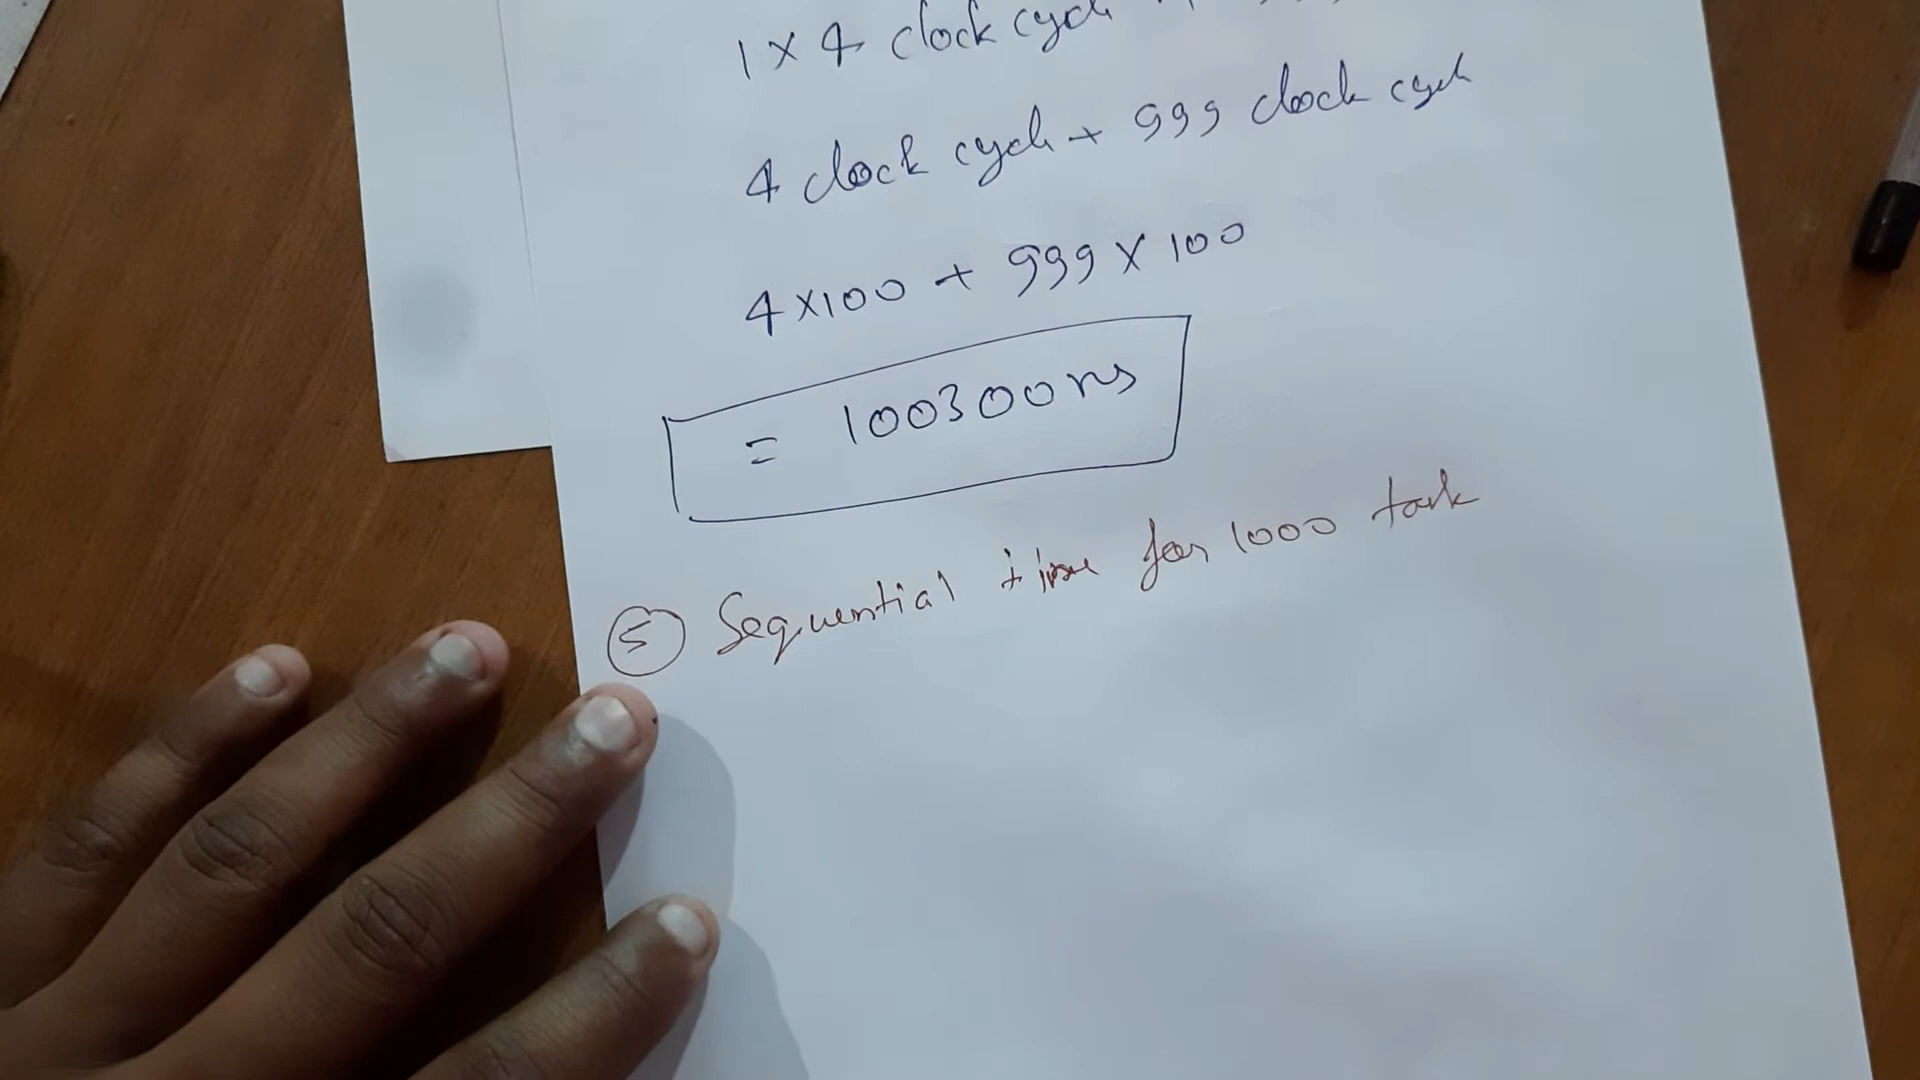 1 × 4 clock cycle
4 clock cycle + 999 clock cycle
4×100 + 999 × 100
= 100300 ns
5 Sequential time for 1000 task